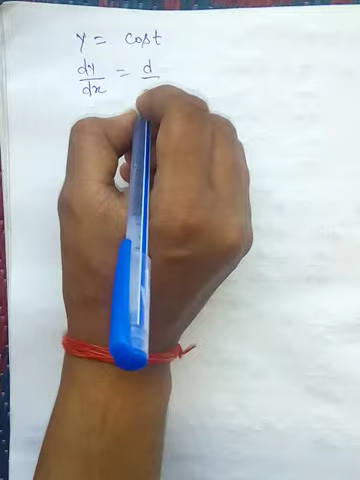 y = cost
dy/dx = d